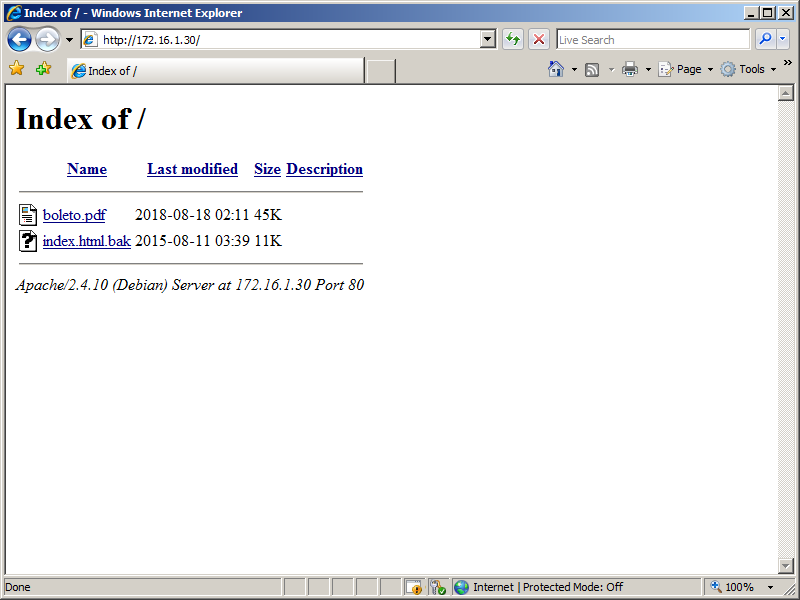 Index of / - Windows Internet Explorer
http://172.16.1.30/
Live Search
Index of /
Page
Tools
Index of /
Name Last modified Size Description
boleto.pdf 2018-08-18 02:11 45K
index.html.bak 2015-08-11 03:39 11K
Apache/2.4.10 (Debian) Server at 172.16.1.30 Port 80
Done
Internet | Protected Mode: Off
100%